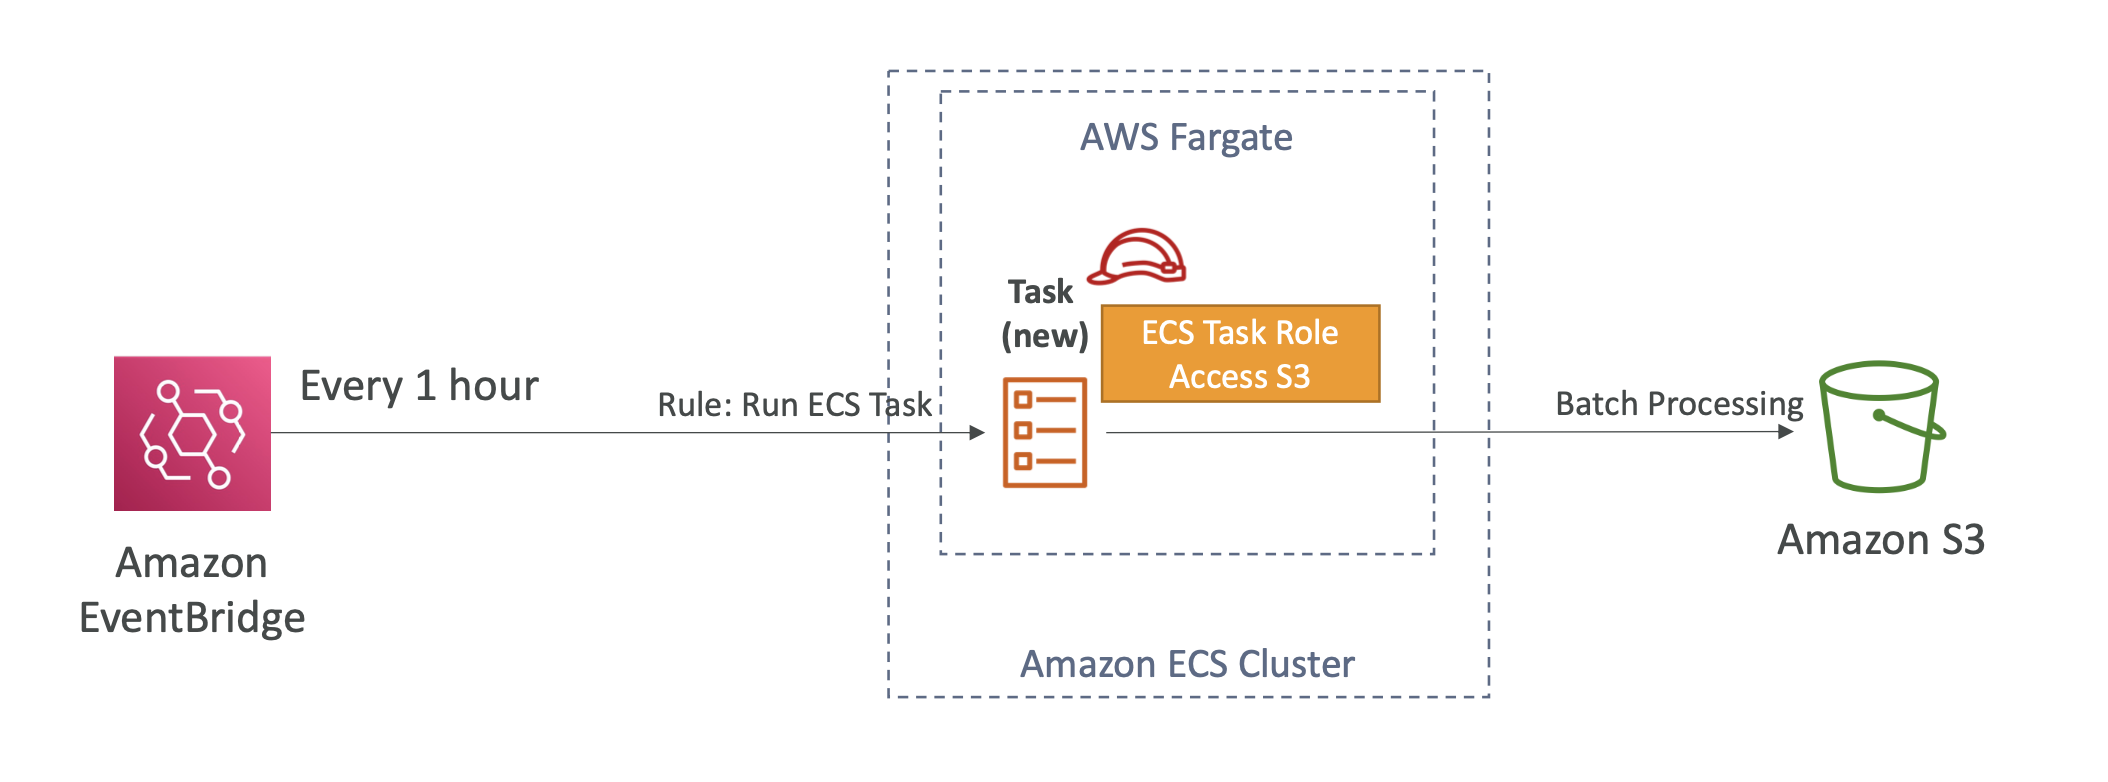 AWS Fargate
Task
(new)
ECS Task Role
Access S3
Every 1 hour
Rule: Run ECS Task
Batch Processing
Amazon
EventBridge
Amazon S3
Amazon ECS Cluster